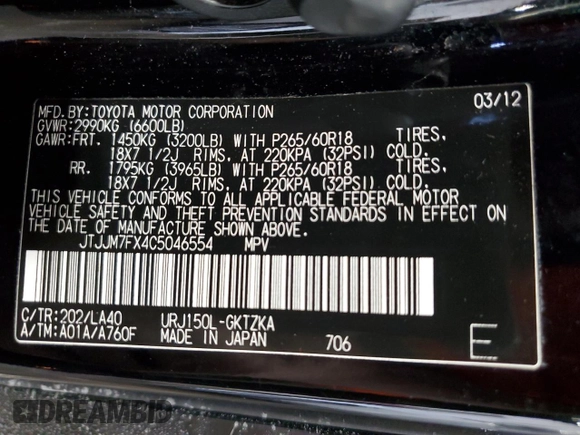 03/12
MFD.BY:TOYOTA MOTOR CORPORATION
GVWR:2990KG (6600LB)
GAWR:FRT. 1450KG (3200LB) WITH P265/60R18 TIRES.
18X7 1/2J RIMS, AT 220KPA (32PSI) COLD.
RR. 1795KG (3965LB) WITH P265/60R18 TIRES.
18X7 1/2J RIMS, AT 220KPA (32PSI) COLD.
THIS VEHICLE CONFORMS TO ALL APPLICABLE FEDERAL MOTOR
VEHICLE SAFETY AND THEFT PREVENTION STANDARDS IN EFFECT ON
THE DATE OF MANUFACTURE SHOWN ABOVE.
JTJJM7FX4C5046554 MPV
C/TR:202/LA40 URJ150L-GKTZKA
A/TM:A01A/A760F MADE IN JAPAN 706 E
DREAMBID